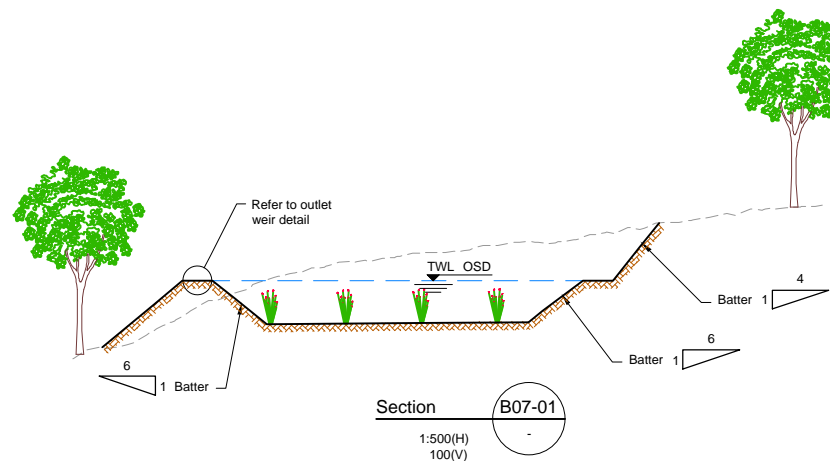 Refer to outlet
weir detail
TWL OSD
4
Batter 1
6
Batter 1
6
1 Batter
Section B07-01
-
1:500(H)
100(V)